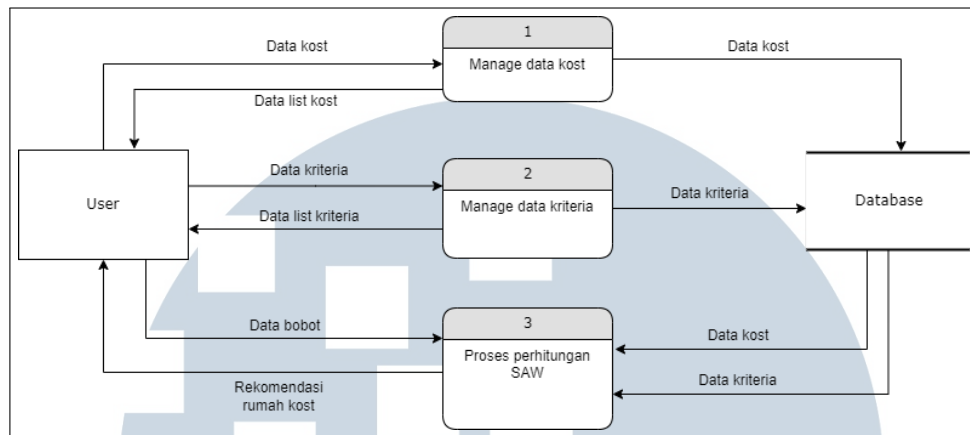 1
Data kost
Data kost
Manage data kost
Data list kost
2
Data kriteria
Data kriteria
User
Database
Manage data kriteria
Data list kriteria
3
Data bobot
Data kost
Proses perhitungan
SAW
Data kriteria
Rekomendasi
rumah kost